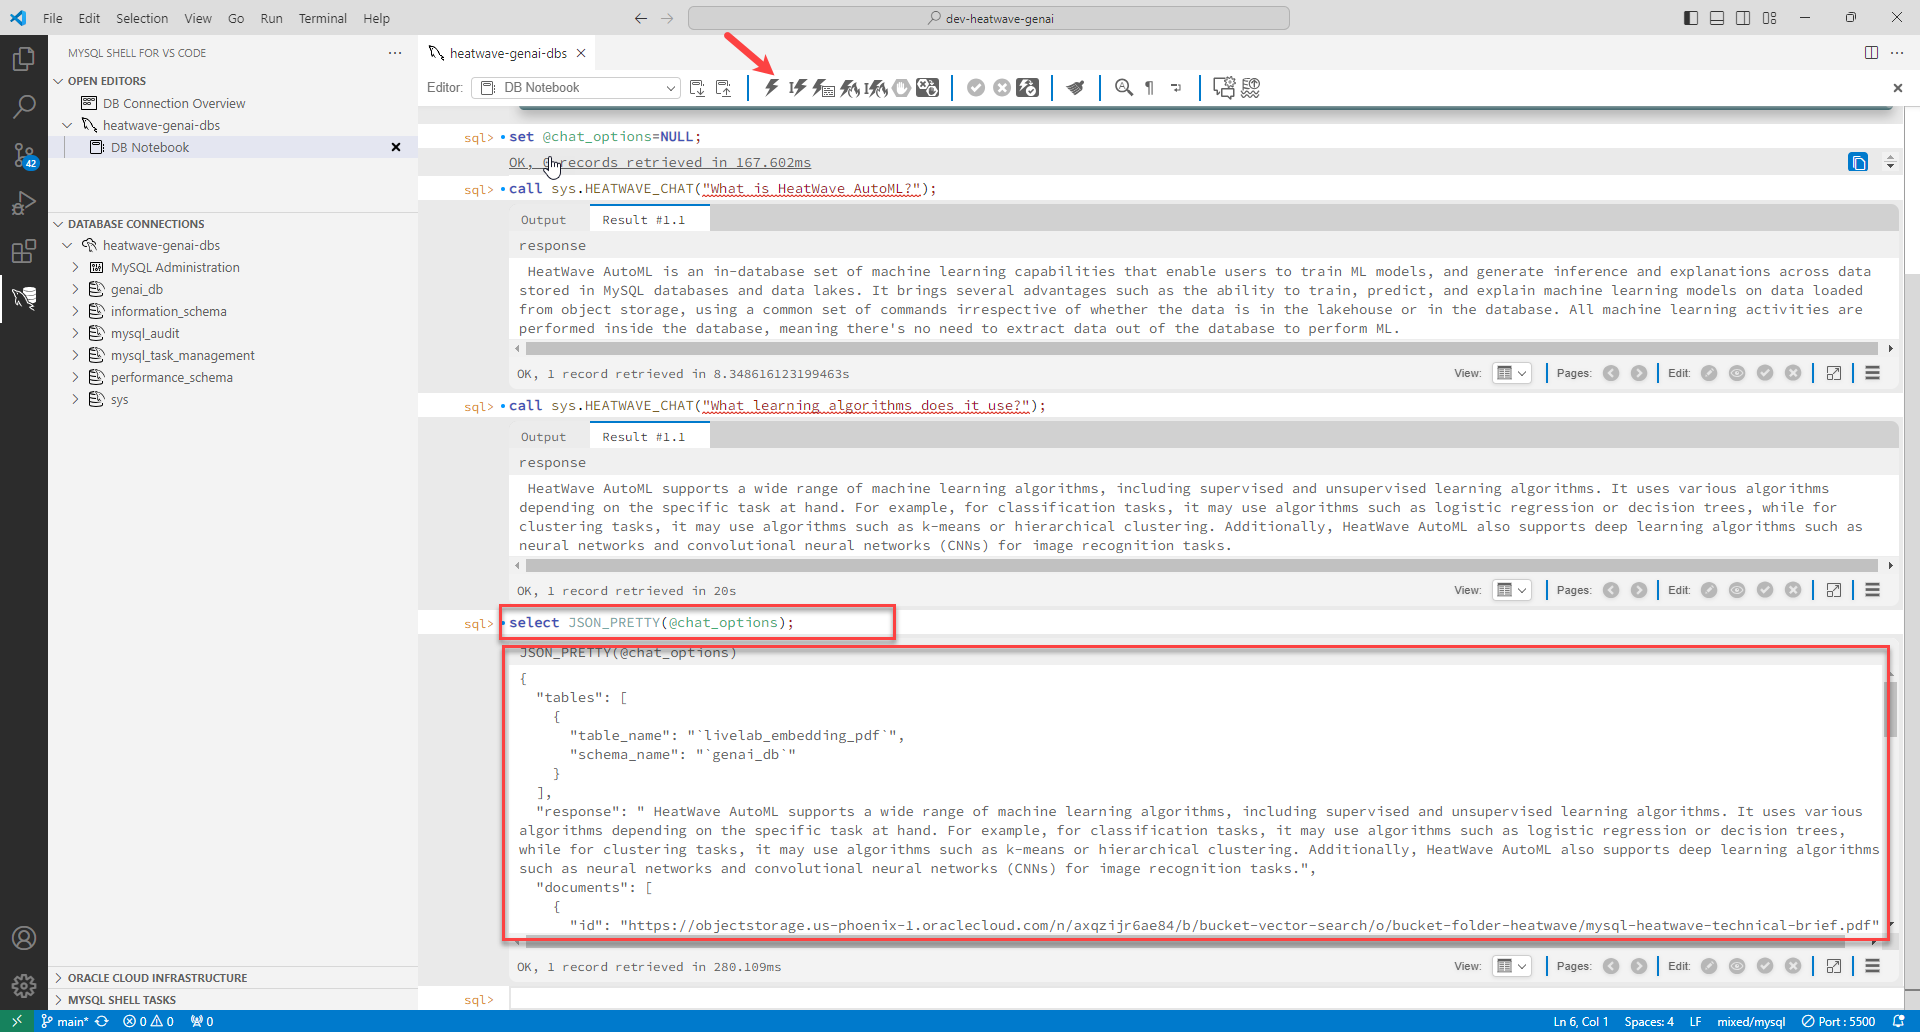 File Edit Selection View Go Run Terminal Help
dev-heatwave-genai
MYSQL SHELL FOR VS CODE
OPEN EDITORS
DB Connection Overview
heatwave-genai-dbs
DB Notebook
DATABASE CONNECTIONS
heatwave-genai-dbs
MySQL Administration
genai_db
information_schema
mysql_audit
mysql_task_management
performance_schema
sys
ORACLE CLOUD INFRASTRUCTURE
MYSQL SHELL TASKS
42
heatwave-genai-dbs
Editor: DB Notebook
sql> set @chat_options=NULL;
OK, 0 records retrieved in 167.602ms
sql> call sys.HEATWAVE_CHAT("What is HeatWave AutoML?");
Output Result #1.1
response
HeatWave AutoML is an in-database set of machine learning capabilities that enable users to train ML models, and generate inference and explanations across data
stored in MySQL databases and data lakes. It brings several advantages such as the ability to train, predict, and explain machine learning models on data loaded
from object storage, using a common set of commands irrespective of whether the data is in the lakehouse or in the database. All machine learning activities are
performed inside the database, meaning there's no need to extract data out of the database to perform ML.
OK, 1 record retrieved in 8.348616123199463s
View: Pages: Edit:
sql> call sys.HEATWAVE_CHAT("What learning algorithms does it use?");
Output Result #1.1
response
HeatWave AutoML supports a wide range of machine learning algorithms, including supervised and unsupervised learning algorithms. It uses various algorithms
depending on the specific task at hand. For example, for classification tasks, it may use algorithms such as logistic regression or decision trees, while for
clustering tasks, it may use algorithms such as k-means or hierarchical clustering. Additionally, HeatWave AutoML also supports deep learning algorithms such as
neural networks and convolutional neural networks (CNNs) for image recognition tasks.
OK, 1 record retrieved in 20s
View: Pages: Edit:
sql> select JSON_PRETTY(@chat_options);
JSON_PRETTY(@chat_options)
{
"tables": [
{
"table_name": "`livelab_embedding_pdf`",
"schema_name": "`genai_db`"
}
],
"response": " HeatWave AutoML supports a wide range of machine learning algorithms, including supervised and unsupervised learning algorithms. It uses various
algorithms depending on the specific task at hand. For example, for classification tasks, it may use algorithms such as logistic regression or decision trees,
while for clustering tasks, it may use algorithms such as k-means or hierarchical clustering. Additionally, HeatWave AutoML also supports deep learning algorithms
such as neural networks and convolutional neural networks (CNNs) for image recognition tasks.",
"documents": [
{
"id": "https://objectstorage.us-phoenix-1.oraclecloud.com/n/axqzijr6ae84/b/bucket-vector-search/o/bucket-folder-heatwave/mysql-heatwave-technical-brief.pdf"
OK, 1 record retrieved in 280.109ms
View: Pages: Edit:
sql>
main* 0 0 0
Ln 6, Col 1 Spaces: 4 LF mixed/mysql Port : 5500